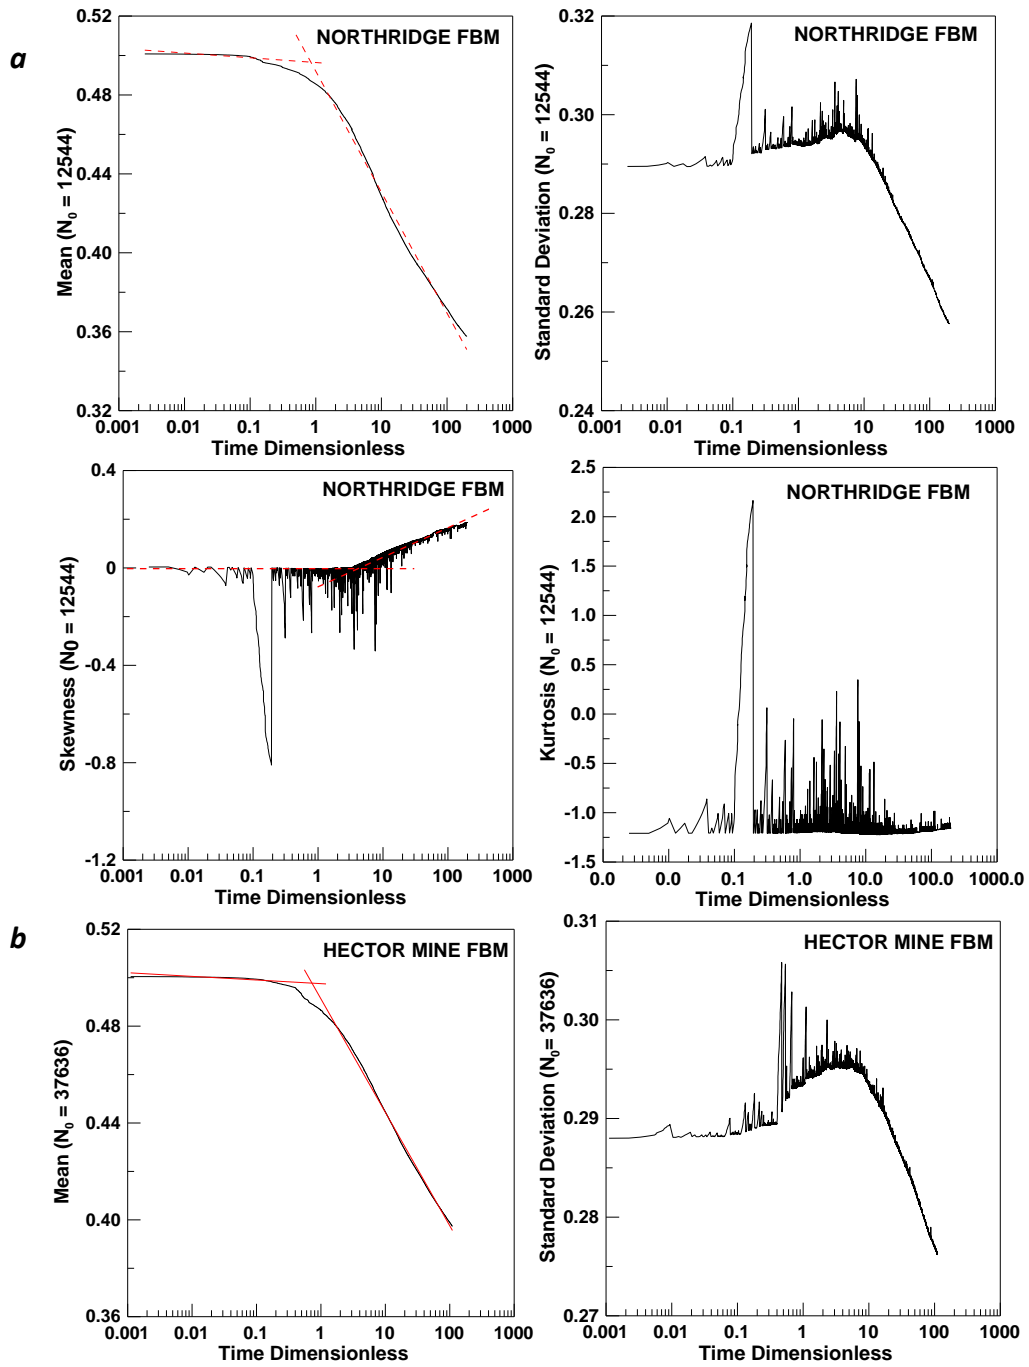 a
NORTHRIDGE FBM
Mean (N0 = 12544)
0.52
0.48
0.44
0.40
0.36
0.32
0.001 0.01 0.1 1 10 100 1000
Time Dimensionless
NORTHRIDGE FBM
Standard Deviation (N0 = 12544)
0.32
0.30
0.28
0.26
0.24
0.001 0.01 0.1 1 10 100 1000
Time Dimensionless
NORTHRIDGE FBM
Skewness (N0 = 12544)
0.4
0
-0.4
-0.8
-1.2
0.001 0.01 0.1 1 10 100 1000
Time Dimensionless
NORTHRIDGE FBM
Kurtosis (N0 = 12544)
2.5
2.0
1.5
1.0
0.5
0.0
-0.5
-1.0
-1.5
0.0 0.0 0.1 1.0 10.0 100.0 1000.0
Time Dimensionless
b
HECTOR MINE FBM
Mean (N0 = 37636)
0.52
0.48
0.44
0.40
0.36
0.001 0.01 0.1 1 10 100 1000
Time Dimensionless
HECTOR MINE FBM
Standard Deviation (N0= 37636)
0.31
0.30
0.29
0.28
0.27
0.001 0.01 0.1 1 10 100 1000
Time Dimensionless